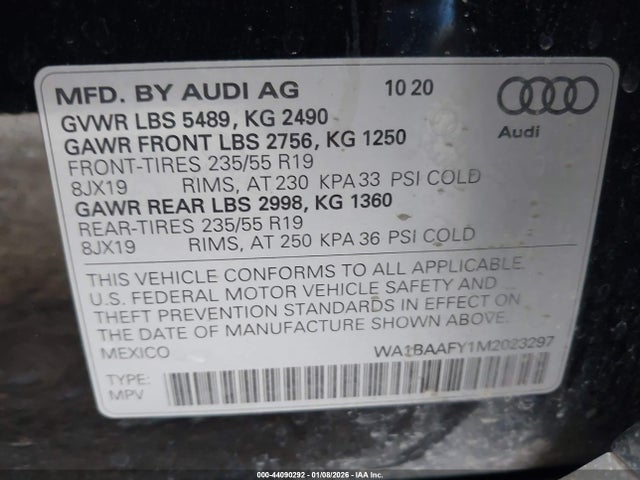 MFD. BY AUDI AG 10 20
GVWR LBS 5489, KG 2490
GAWR FRONT LBS 2756, KG 1250
FRONT-TIRES 235/55 R19
8JX19 RIMS, AT 230 KPA 33 PSI COLD
GAWR REAR LBS 2998, KG 1360
REAR-TIRES 235/55 R19
8JX19 RIMS, AT 250 KPA 36 PSI COLD
Audi
THIS VEHICLE CONFORMS TO ALL APPLICABLE
U.S. FEDERAL MOTOR VEHICLE SAFETY AND
THEFT PREVENTION STANDARDS IN EFFECT ON
THE DATE OF MANUFACTURE SHOWN ABOVE.
MEXICO WA1BAAFY1M2023297
TYPE:
MPV
000-44090292 - 01/08/2026 - IAA Inc.